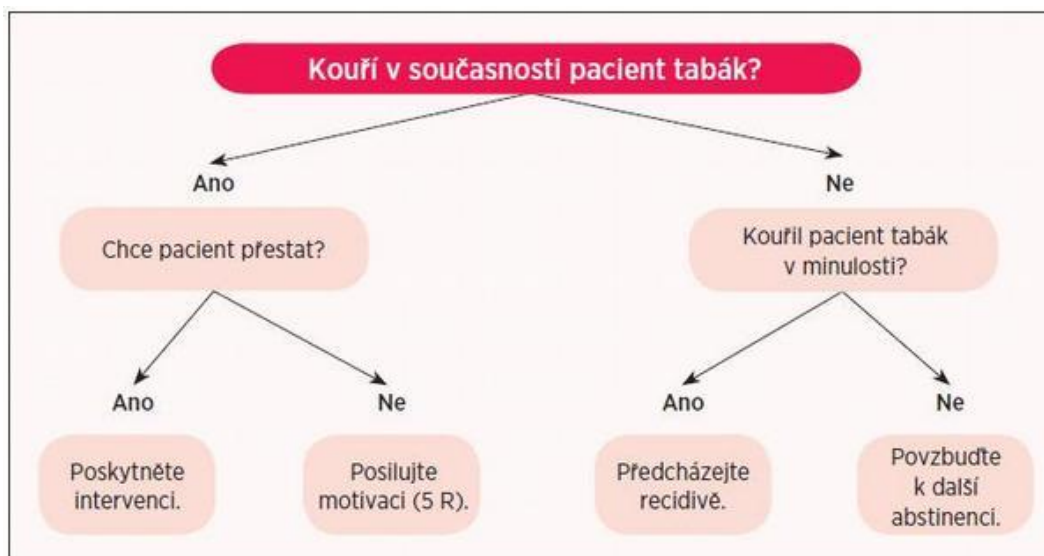 Kouří v současnosti pacient tabák?
Ano
Ne
Chce pacient přestat?
Kouřil pacient tabák
v minulosti?
Ano
Ne
Ano
Ne
Poskytněte
intervenci.
Posilujte
motivaci (5 R).
Předcházejte
recidivě.
Povzbuďte
k další
abstinenci.